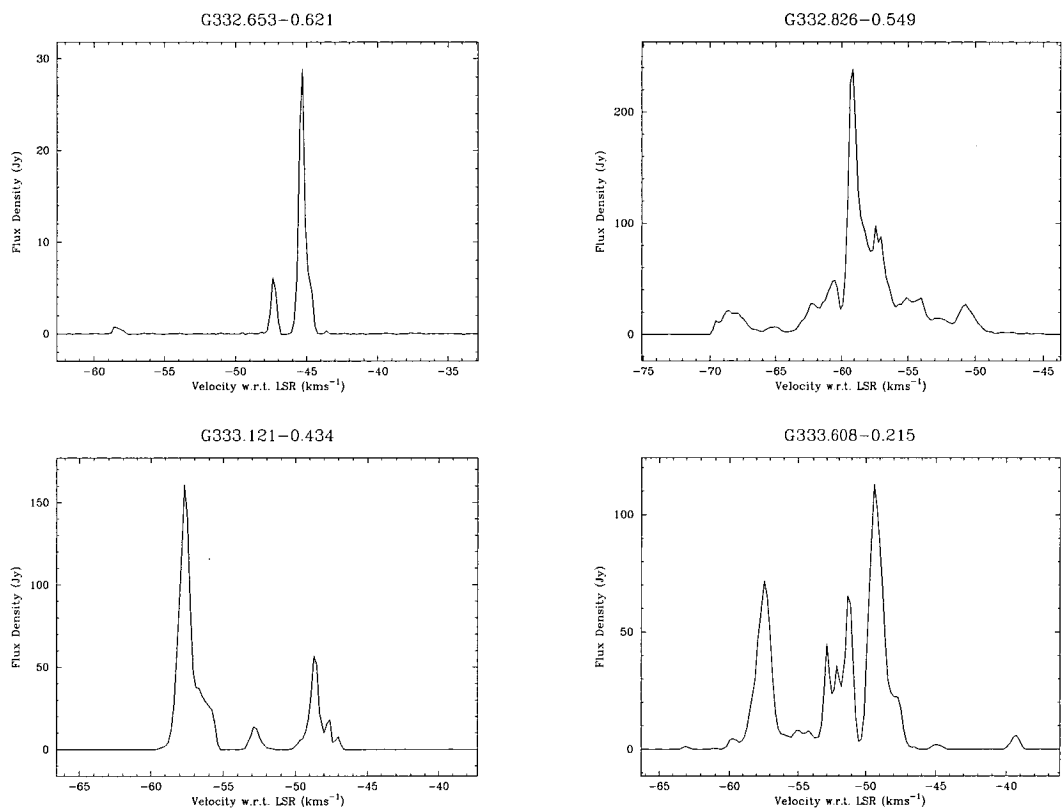 G332.653−0.621
Flux Density (Jy)
30
20
10
0
−60 −55 −50 −45 −40 −35
Velocity w.r.t. LSR (kms⁻¹)
G332.826−0.549
Flux Density (Jy)
200
100
0
−75 −70 −65 −60 −55 −50 −45
Velocity w.r.t. LSR (kms⁻¹)
G333.121−0.434
Flux Density (Jy)
150
100
50
0
−65 −60 −55 −50 −45 −40
Velocity w.r.t. LSR (kms⁻¹)
G333.608−0.215
Flux Density (Jy)
100
50
0
−65 −60 −55 −50 −45 −40
Velocity w.r.t. LSR (kms⁻¹)